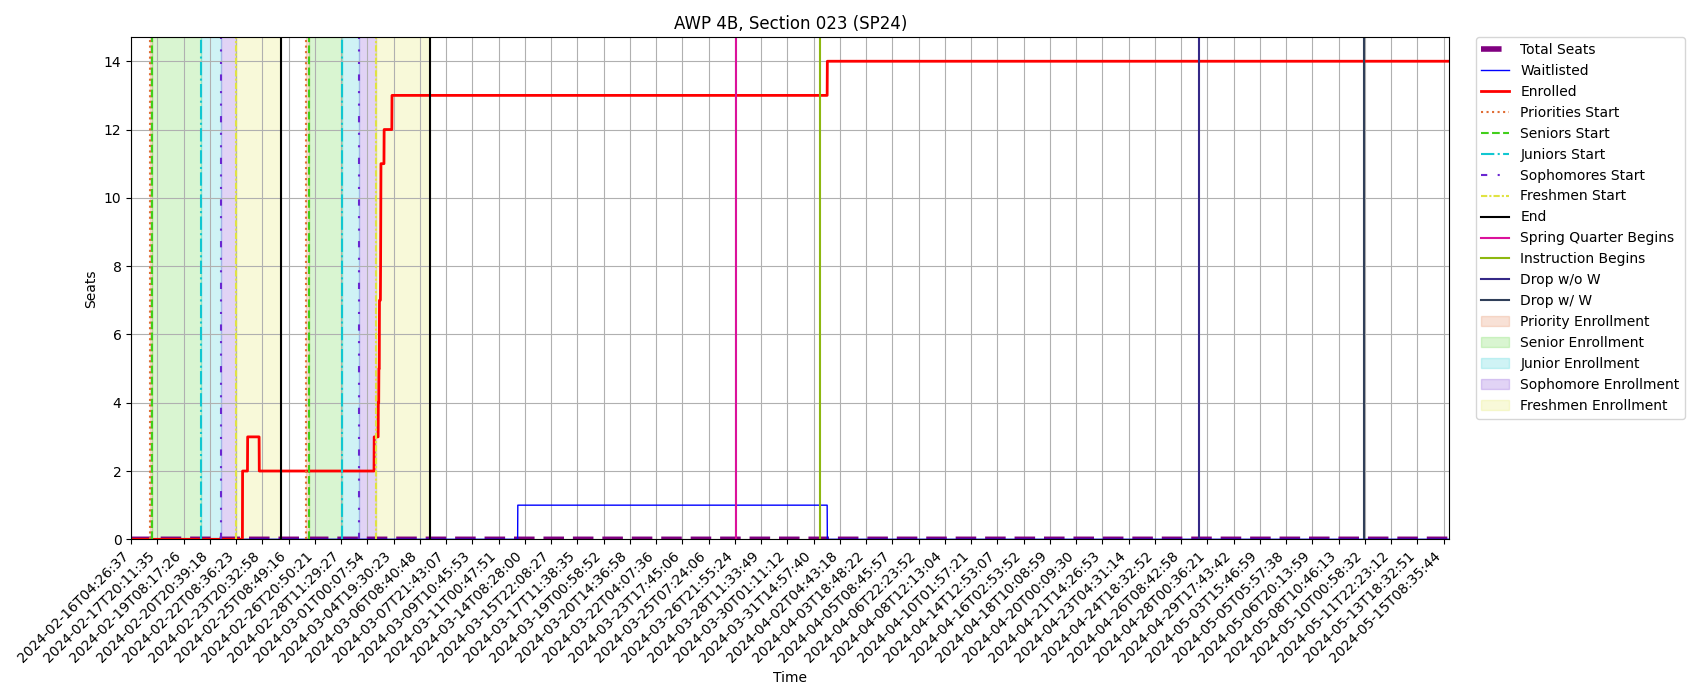 AWP 4B, Section 023 (SP24)
Seats
14
12
10
8
6
4
2
0
2024-02-16T04:26:37
2024-02-17T20:11:35
2024-02-19T08:17:26
2024-02-20T20:39:18
2024-02-22T08:36:23
2024-02-23T20:32:58
2024-02-25T08:49:16
2024-02-26T20:50:21
2024-02-28T11:29:27
2024-03-01T00:07:54
2024-03-04T19:30:23
2024-03-06T08:40:48
2024-03-07T21:43:07
2024-03-09T10:45:53
2024-03-11T00:47:51
2024-03-14T08:28:00
2024-03-15T22:08:27
2024-03-17T11:38:35
2024-03-19T00:58:52
2024-03-20T14:36:58
2024-03-22T04:07:36
2024-03-23T17:45:06
2024-03-25T07:24:06
2024-03-26T21:55:24
2024-03-28T11:33:49
2024-03-30T01:11:12
2024-03-31T14:57:40
2024-04-02T04:43:18
2024-04-03T18:48:22
2024-04-05T08:45:57
2024-04-06T22:23:52
2024-04-08T12:13:04
2024-04-10T01:57:21
2024-04-14T12:53:07
2024-04-16T02:53:52
2024-04-18T10:08:59
2024-04-20T00:09:30
2024-04-21T14:26:53
2024-04-23T04:31:14
2024-04-24T18:32:52
2024-04-26T08:42:58
2024-04-28T00:36:21
2024-04-29T17:43:42
2024-05-03T15:46:59
2024-05-05T05:57:38
2024-05-06T20:13:59
2024-05-08T10:46:13
2024-05-10T00:58:32
2024-05-11T22:23:12
2024-05-13T18:32:51
2024-05-15T08:35:44
Time
Total Seats
Waitlisted
Enrolled
Priorities Start
Seniors Start
Juniors Start
Sophomores Start
Freshmen Start
End
Spring Quarter Begins
Instruction Begins
Drop w/o W
Drop w/ W
Priority Enrollment
Senior Enrollment
Junior Enrollment
Sophomore Enrollment
Freshmen Enrollment